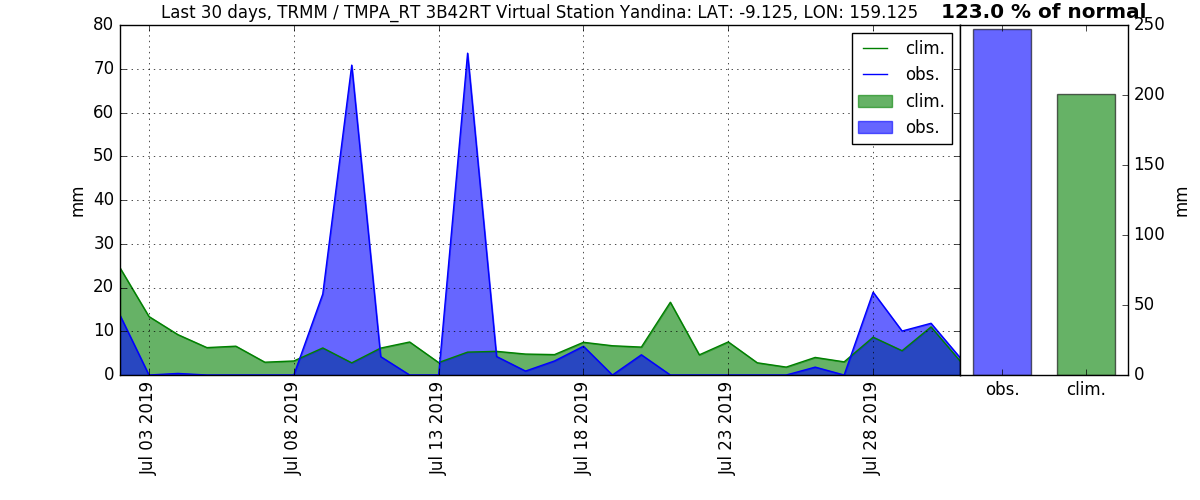 Last 30 days, TRMM / TMPA_RT 3B42RT Virtual Station Yandina: LAT: -9.125, LON: 159.125
123.0 % of normal
80
70
60
50
40
30
20
10
0
mm
clim.
obs.
clim.
obs.
Jul 03 2019
Jul 08 2019
Jul 13 2019
Jul 18 2019
Jul 23 2019
Jul 28 2019
250
200
150
100
50
0
mm
obs.
clim.